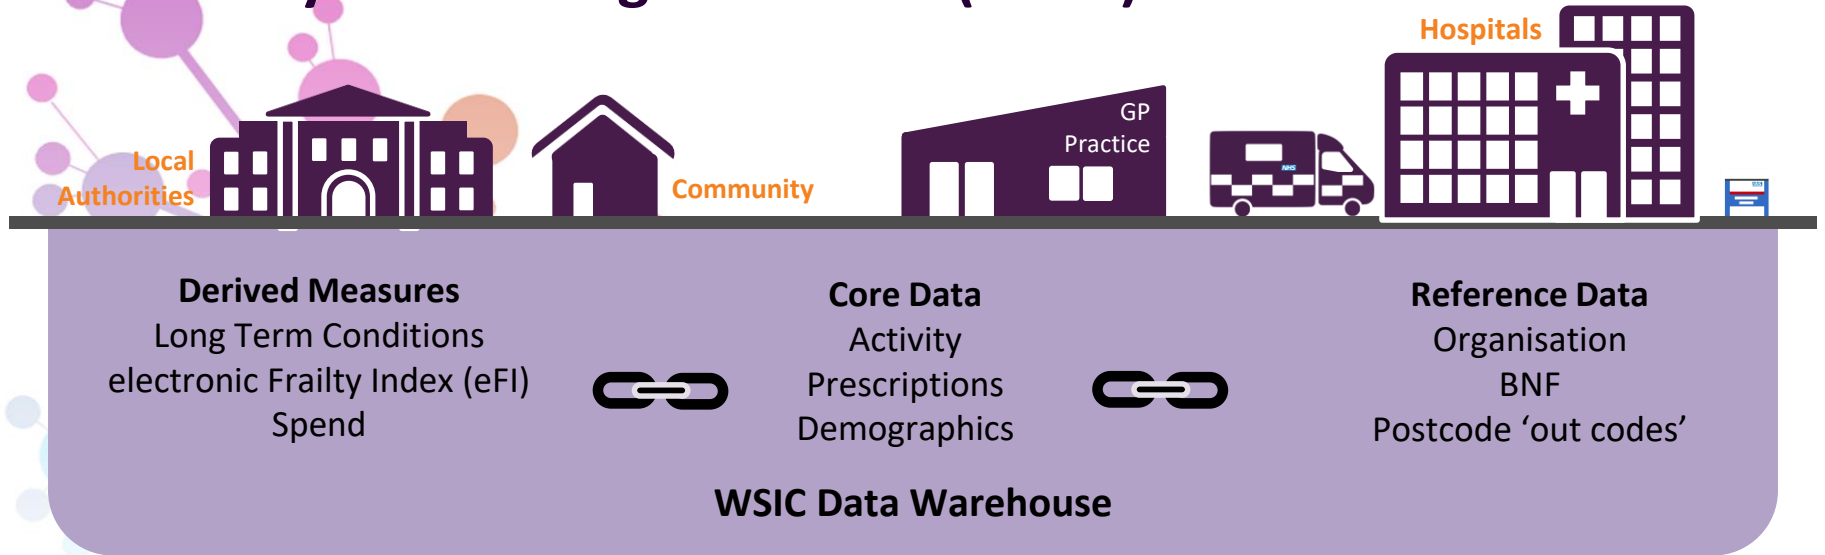 Hospitals
GP
Practice
Local
Authorities
Community
NHS
Derived Measures
Long Term Conditions
electronic Frailty Index (eFI)
Spend
Core Data
Activity
Prescriptions
Demographics
Reference Data
Organisation
BNF
Postcode ‘out codes’
WSIC Data Warehouse